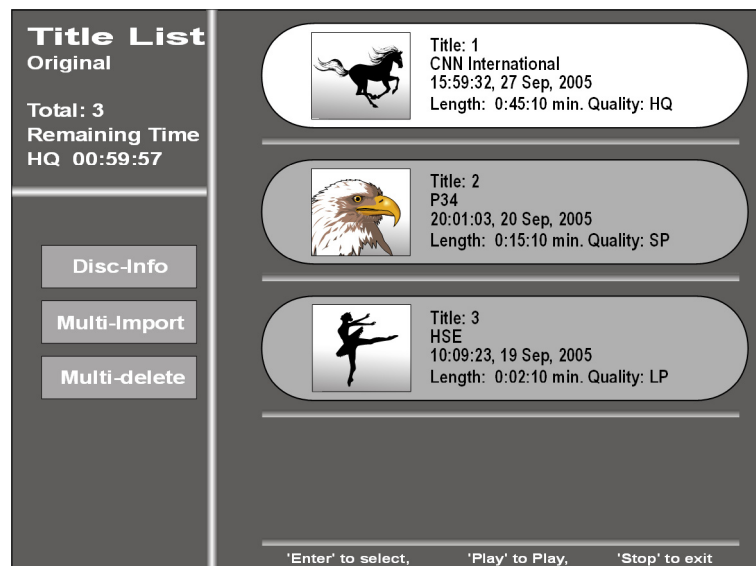 Title List
Original
Total: 3
Remaining Time
HQ 00:59:57
Disc-Info
Multi-Import
Multi-delete
Title: 1
CNN International
15:59:32, 27 Sep, 2005
Length: 0:45:10 min. Quality: HQ
Title: 2
P34
20:01:03, 20 Sep, 2005
Length: 0:15:10 min. Quality: SP
Title: 3
HSE
10:09:23, 19 Sep, 2005
Length: 0:02:10 min. Quality: LP
'Enter' to select, 'Play' to Play, 'Stop' to exit